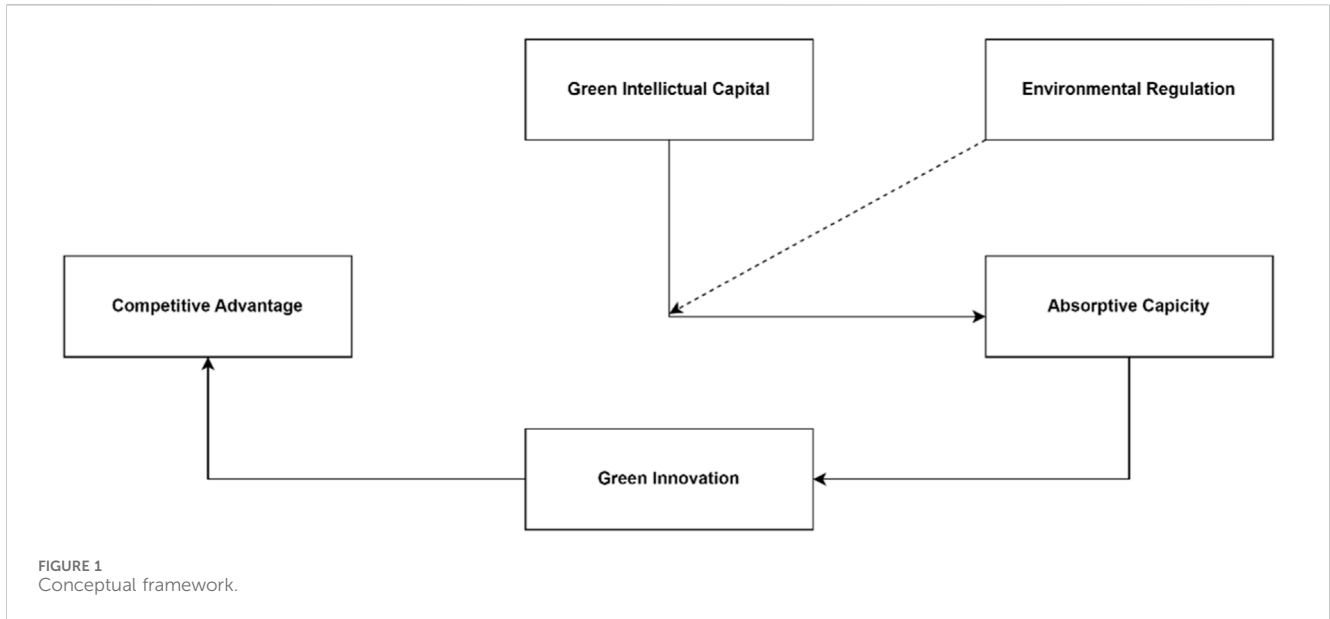 Green Intellictual Capital
Environmental Regulation
Competitive Advantage
Absorptive Capicity
Green Innovation
FIGURE 1
Conceptual framework.